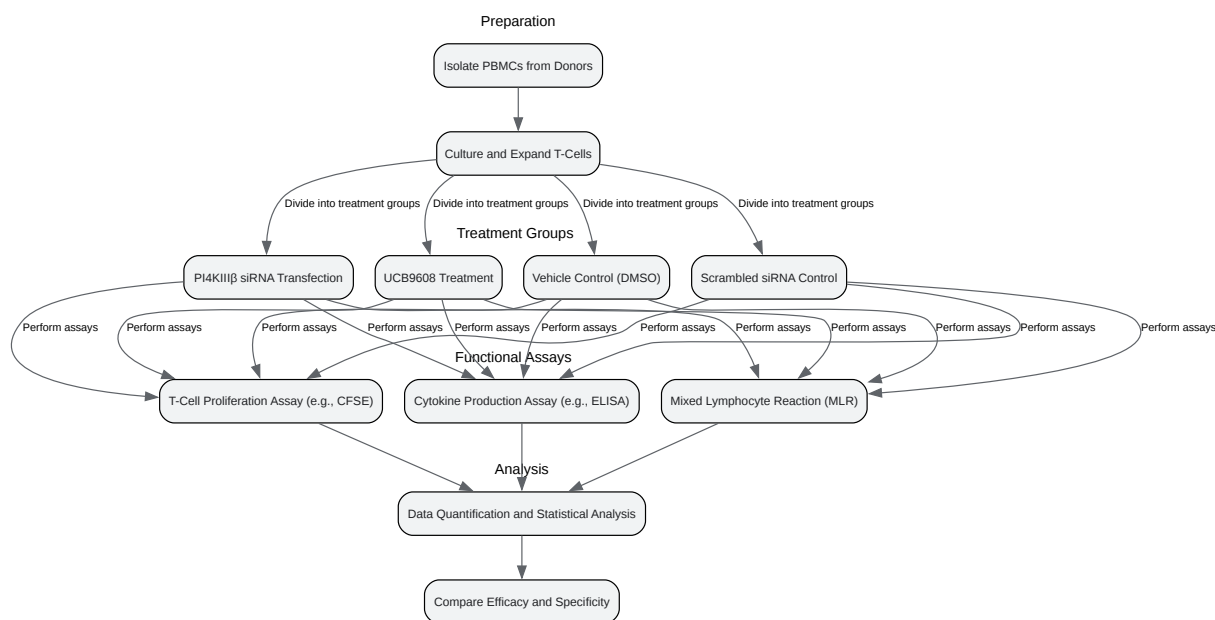 Preparation
Isolate PBMCs from Donors
Culture and Expand T-Cells
Divide into treatment groups
Divide into treatment groups
Divide into treatment groups
Divide into treatment groups
Treatment Groups
PI4KIIIβ siRNA Transfection
UCB9608 Treatment
Vehicle Control (DMSO)
Scrambled siRNA Control
Perform assays
Perform assays
Perform assays
Perform assays
Perform assays
Perform assays
Perform assays
Perform assays
Perform assays
Perform assays
Perform assays
Perform assays
Functional Assays
T-Cell Proliferation Assay (e.g., CFSE)
Cytokine Production Assay (e.g., ELISA)
Mixed Lymphocyte Reaction (MLR)
Analysis
Data Quantification and Statistical Analysis
Compare Efficacy and Specificity